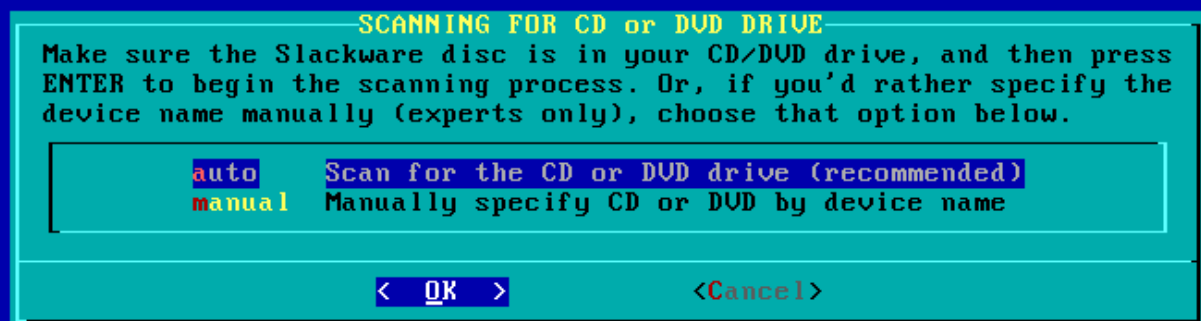 SCANNING FOR CD or DVD DRIVE
Make sure the Slackware disc is in your CD/DVD drive, and then press
ENTER to begin the scanning process. Or, if you'd rather specify the
device name manually (experts only), choose that option below.
auto Scan for the CD or DVD drive (recommended)
manual Manually specify CD or DVD by device name
< OK > <Cancel>